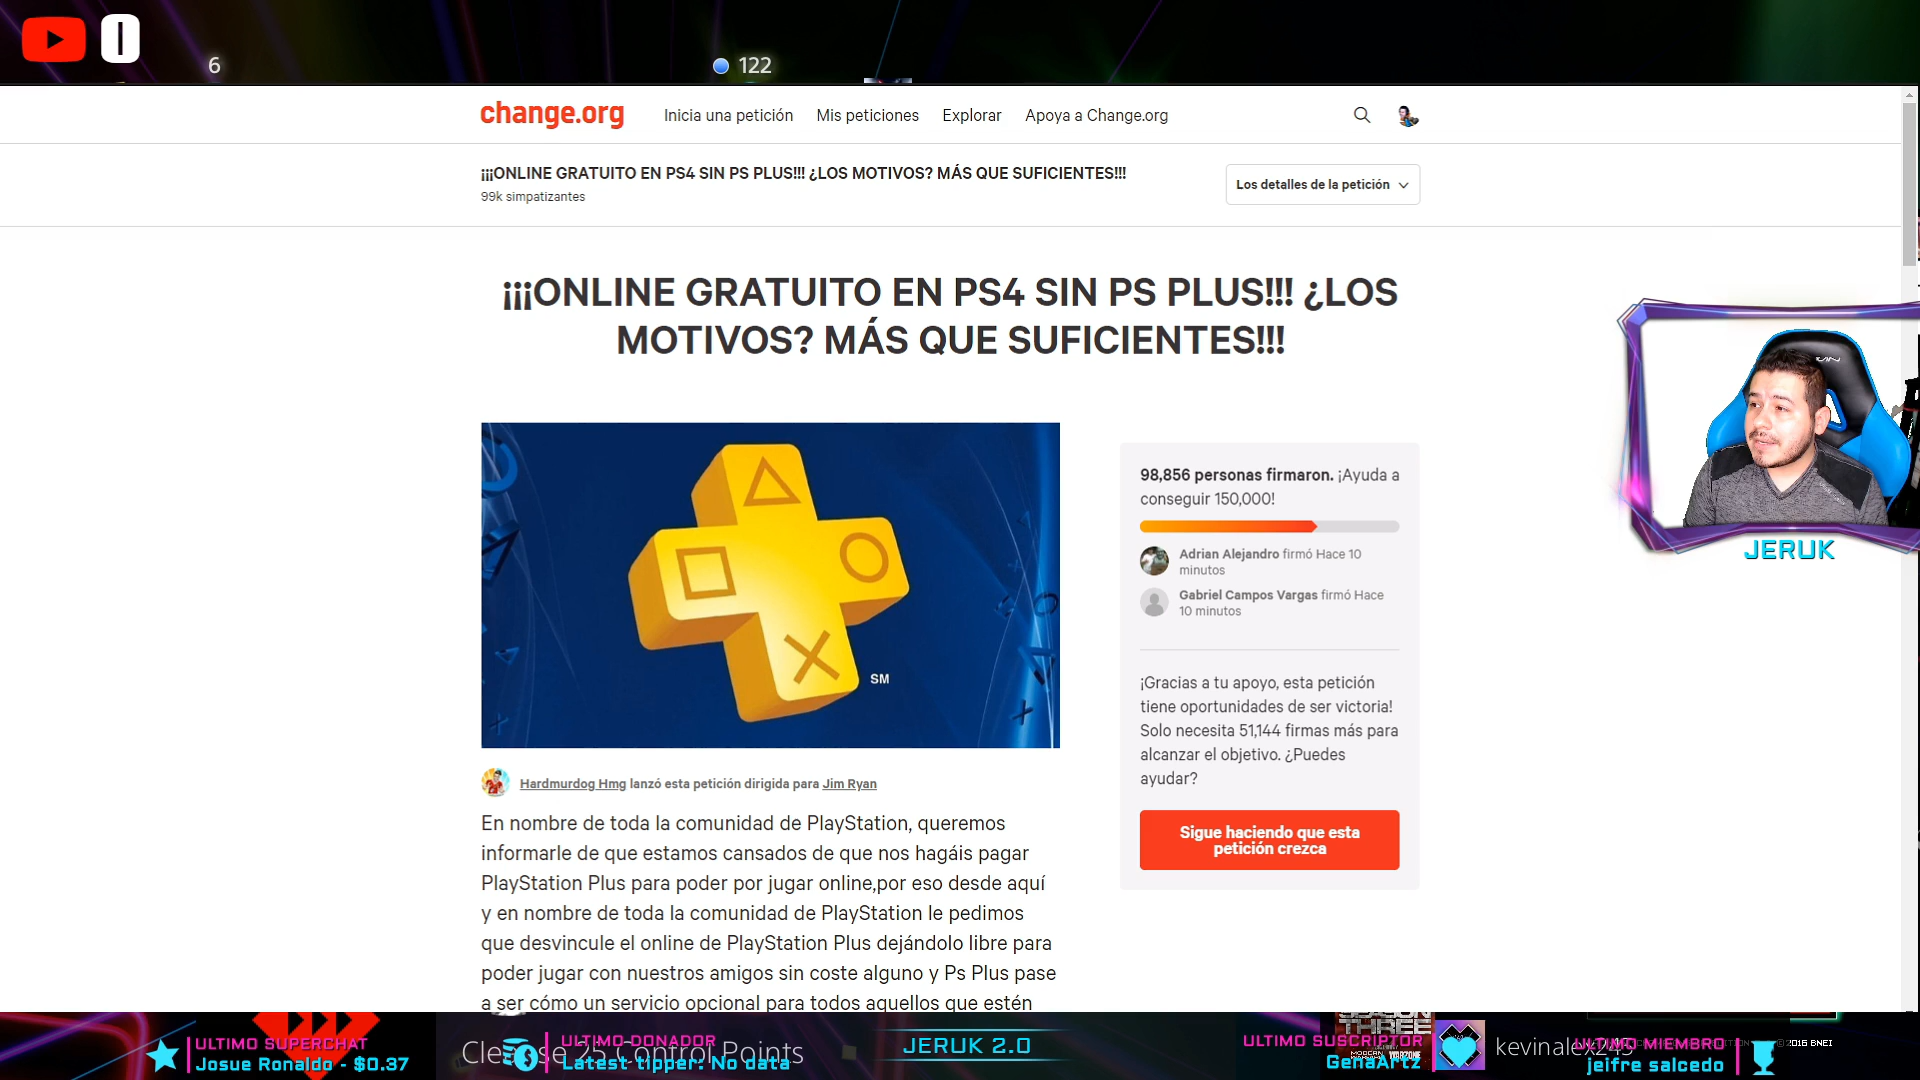 6
122
change.org
Inicia una petición
Mis peticiones
Explorar
Apoya a Change.org
¡¡¡ONLINE GRATUITO EN PS4 SIN PS PLUS!!! ¿LOS MOTIVOS? MÁS QUE SUFICIENTES!!!
99k simpatizantes
Los detalles de la petición
¡¡¡ONLINE GRATUITO EN PS4 SIN PS PLUS!!! ¿LOS
MOTIVOS? MÁS QUE SUFICIENTES!!!
SM
98,856 personas firmaron. ¡Ayuda a
conseguir 150,000!
Adrian Alejandro firmó Hace 10
minutos
Gabriel Campos Vargas firmó Hace
10 minutos
¡Gracias a tu apoyo, esta petición
tiene oportunidades de ser victoria!
Solo necesita 51,144 firmas más para
alcanzar el objetivo. ¿Puedes
ayudar?
Sigue haciendo que esta
petición crezca
JERUK
Hardmurdog Hmg lanzó esta petición dirigida para Jim Ryan
En nombre de toda la comunidad de PlayStation, queremos
informarle de que estamos cansados de que nos hagáis pagar
PlayStation Plus para poder por jugar online,por eso desde aquí
y en nombre de toda la comunidad de PlayStation le pedimos
que desvincule el online de PlayStation Plus dejándolo libre para
poder jugar con nuestros amigos sin coste alguno y Ps Plus pase
a ser cómo un servicio opcional para todos aquellos que estén
ULTIMO SUPERCHAT
Josue Ronaldo - $0.37
25 Control Points
ULTIMO DONADOR
Latest tipper: No data
JERUK 2.0
ULTIMO SUSCRIPTOR
GenaArtz
SEASON
THREE
WARZONE
kevinalex243
ULTIMO MIEMBRO
jeifre salcedo
BNEI